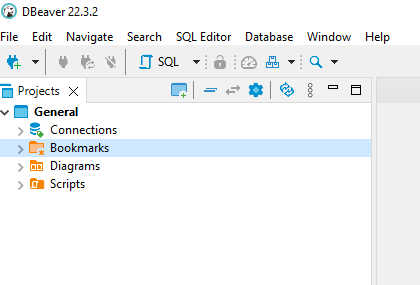 DBeaver 22.3.2
File Edit Navigate Search SQL Editor Database Window Help
SQL
Projects
General
Connections
Bookmarks
Diagrams
Scripts